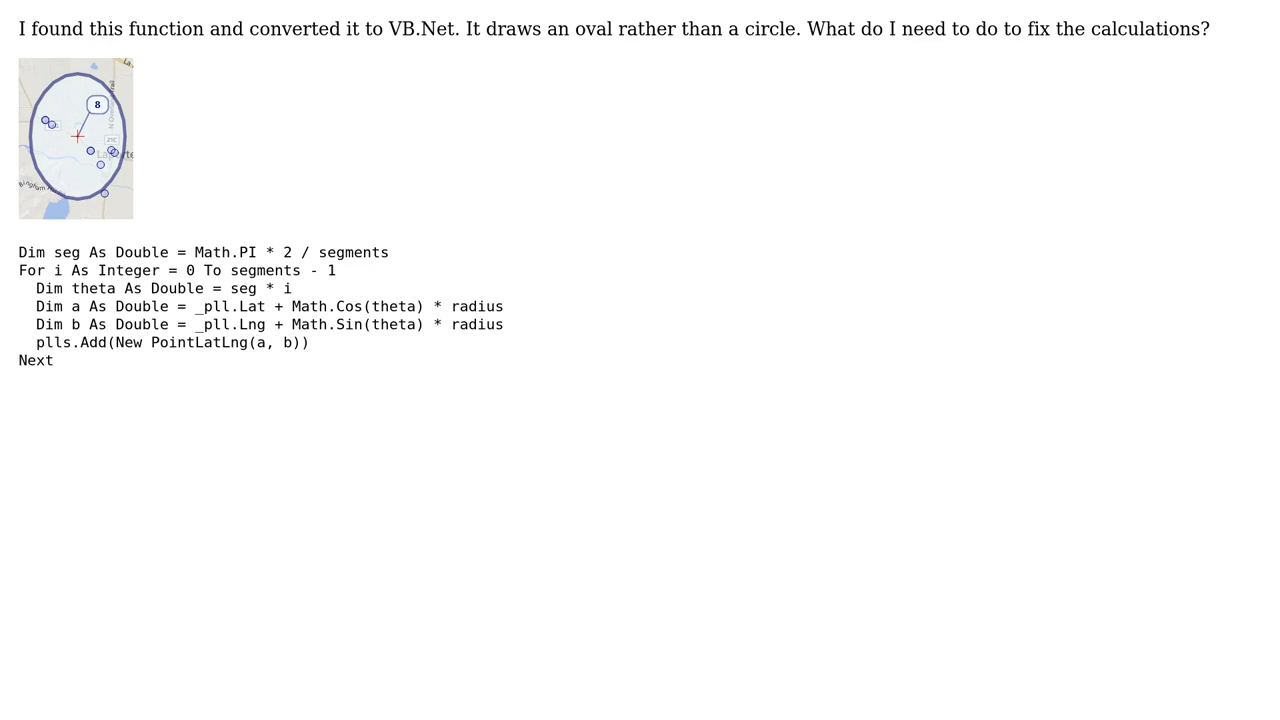 I found this function and converted it to VB.Net. It draws an oval rather than a circle. What do I need to do to fix the calculations?
8
21C
Dim seg As Double = Math.PI * 2 / segments
For i As Integer = 0 To segments - 1
  Dim theta As Double = seg * i
  Dim a As Double = _pll.Lat + Math.Cos(theta) * radius
  Dim b As Double = _pll.Lng + Math.Sin(theta) * radius
  plls.Add(New PointLatLng(a, b))
Next